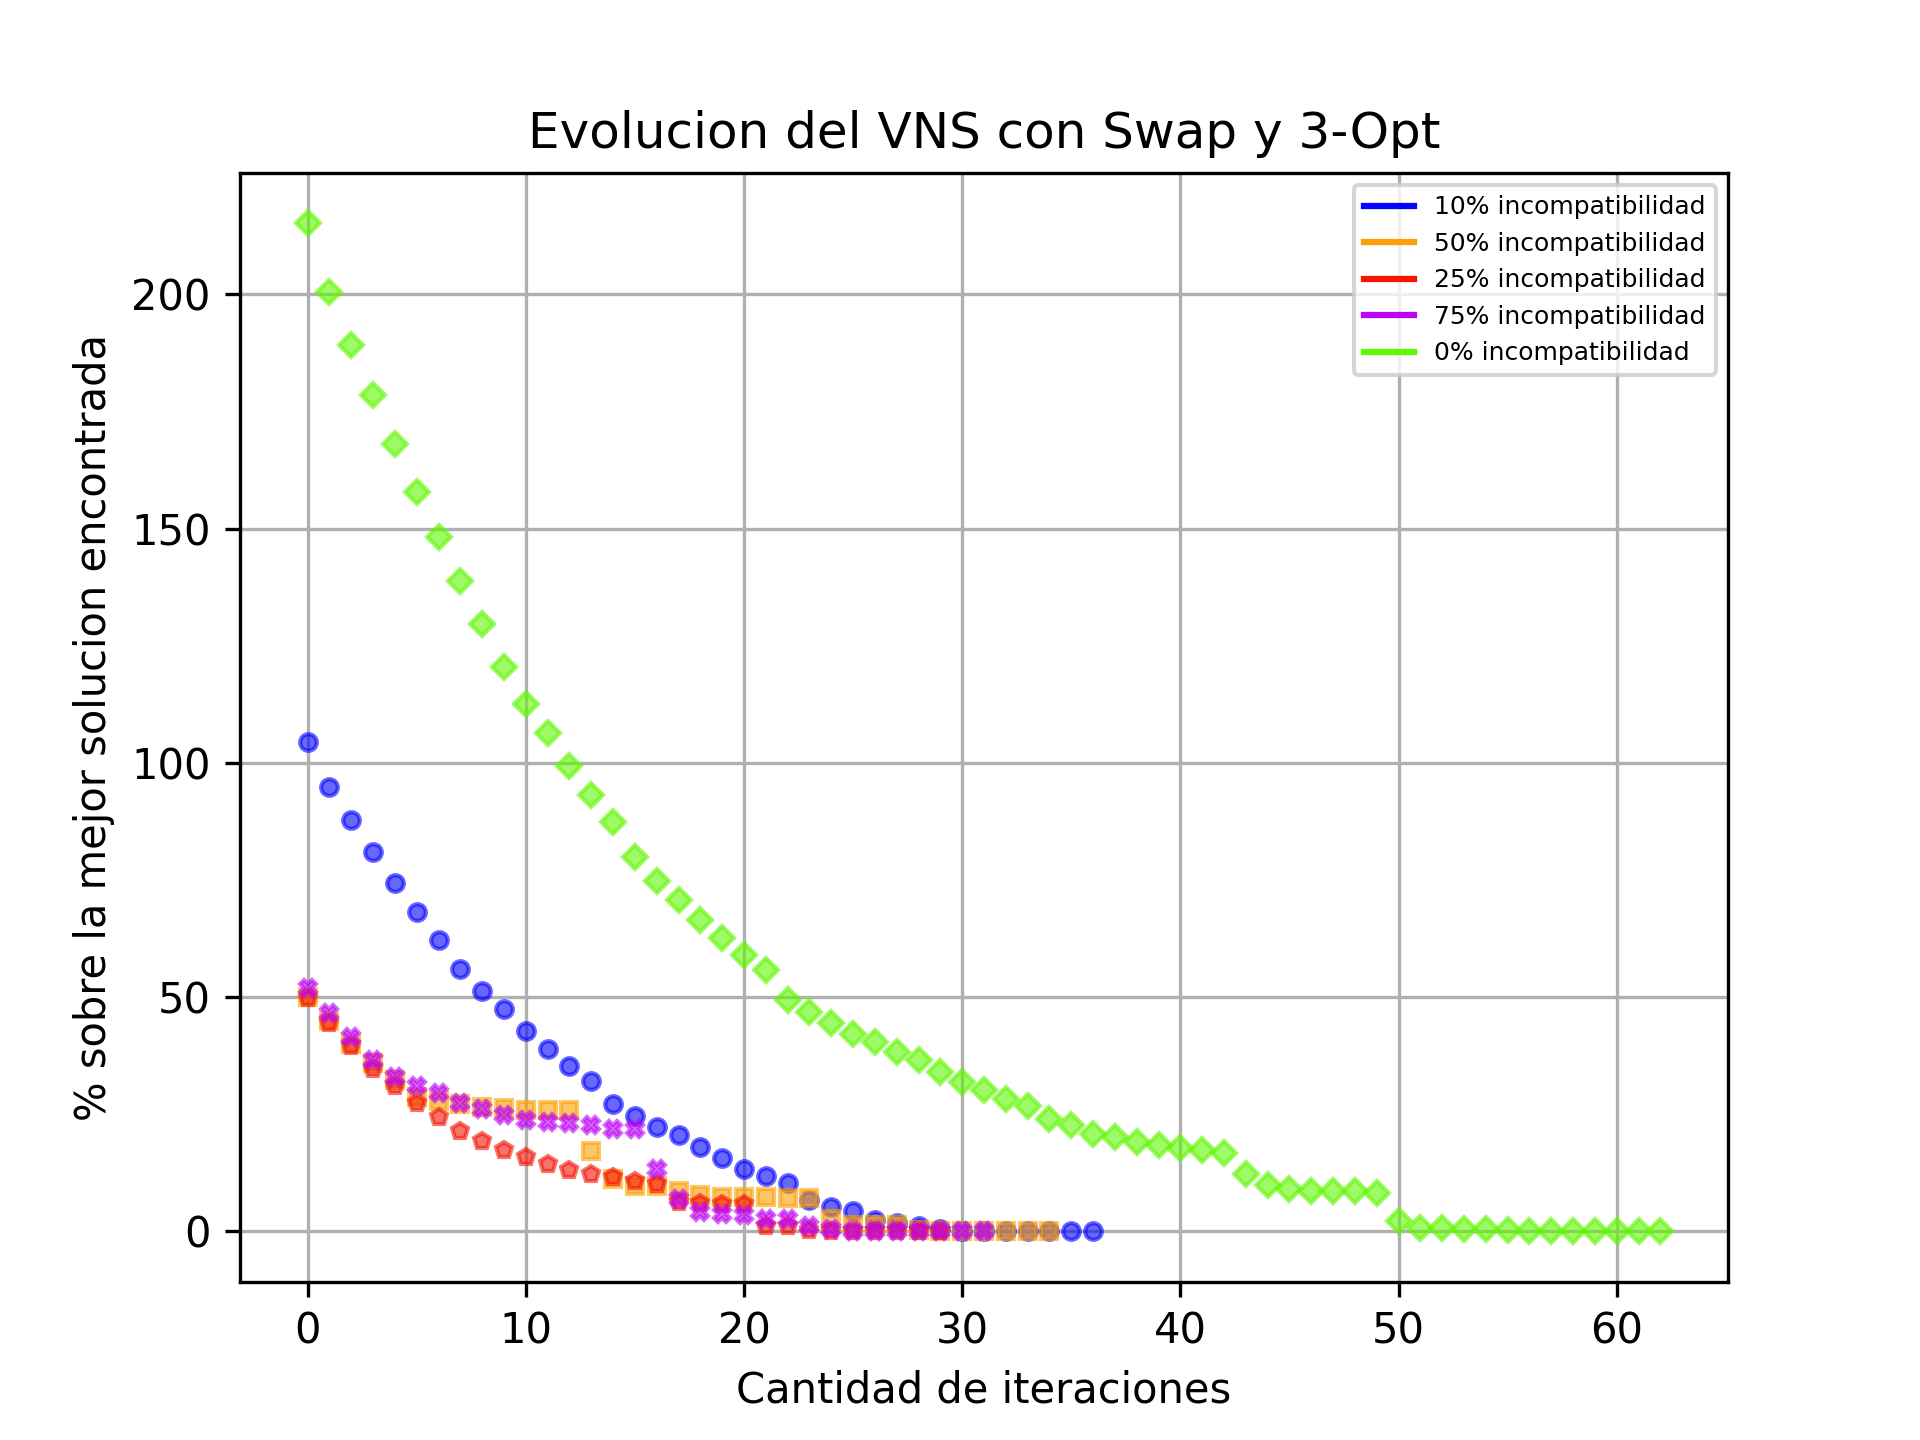 Evolucion del VNS con Swap y 3-Opt
10% incompatibilidad
50% incompatibilidad
25% incompatibilidad
75% incompatibilidad
0% incompatibilidad
% sobre la mejor solucion encontrada
200
150
100
50
0
0 10 20 30 40 50 60
Cantidad de iteraciones